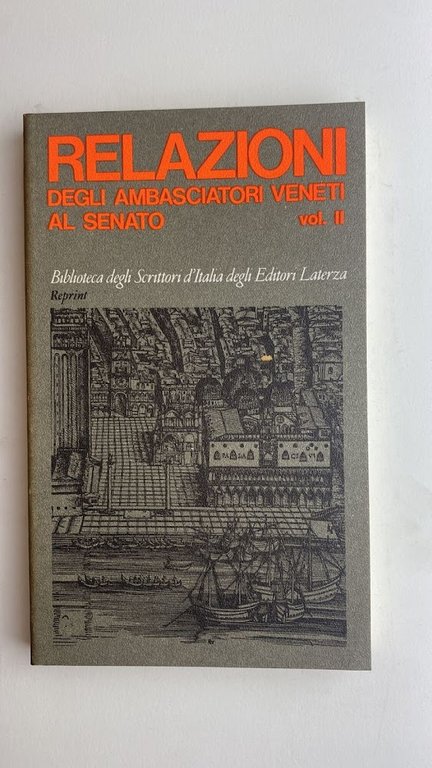 RELAZIONI
DEGLI AMBASCIATORI VENETI
AL SENATO vol. II
Biblioteca degli Scrittori d'Italia degli Editori Laterza
Reprint